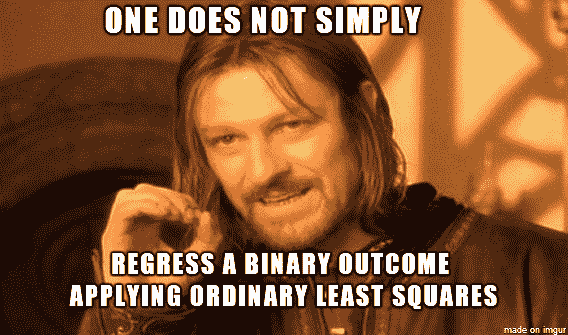 ONE DOES NOT SIMPLY
REGRESS A BINARY OUTCOME
APPLYING ORDINARY LEAST SQUARES
made on imgur